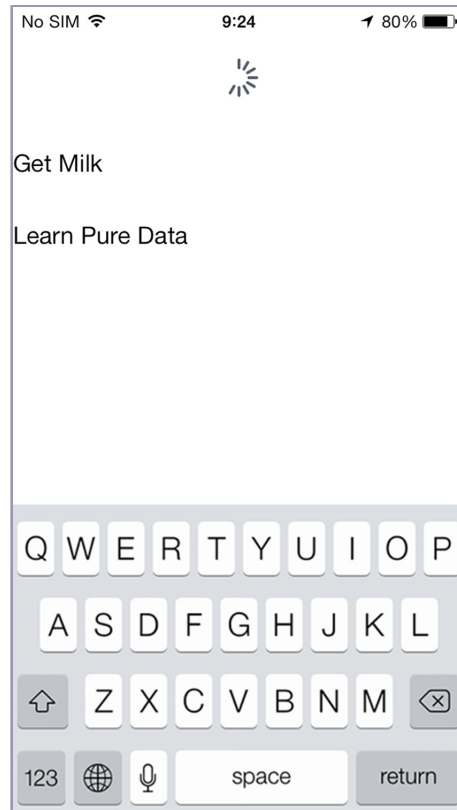 No SIM 9:24 80%
Get Milk
Learn Pure Data
Q W E R T Y U I O P
A S D F G H J K L
Z X C V B N M
123 space return